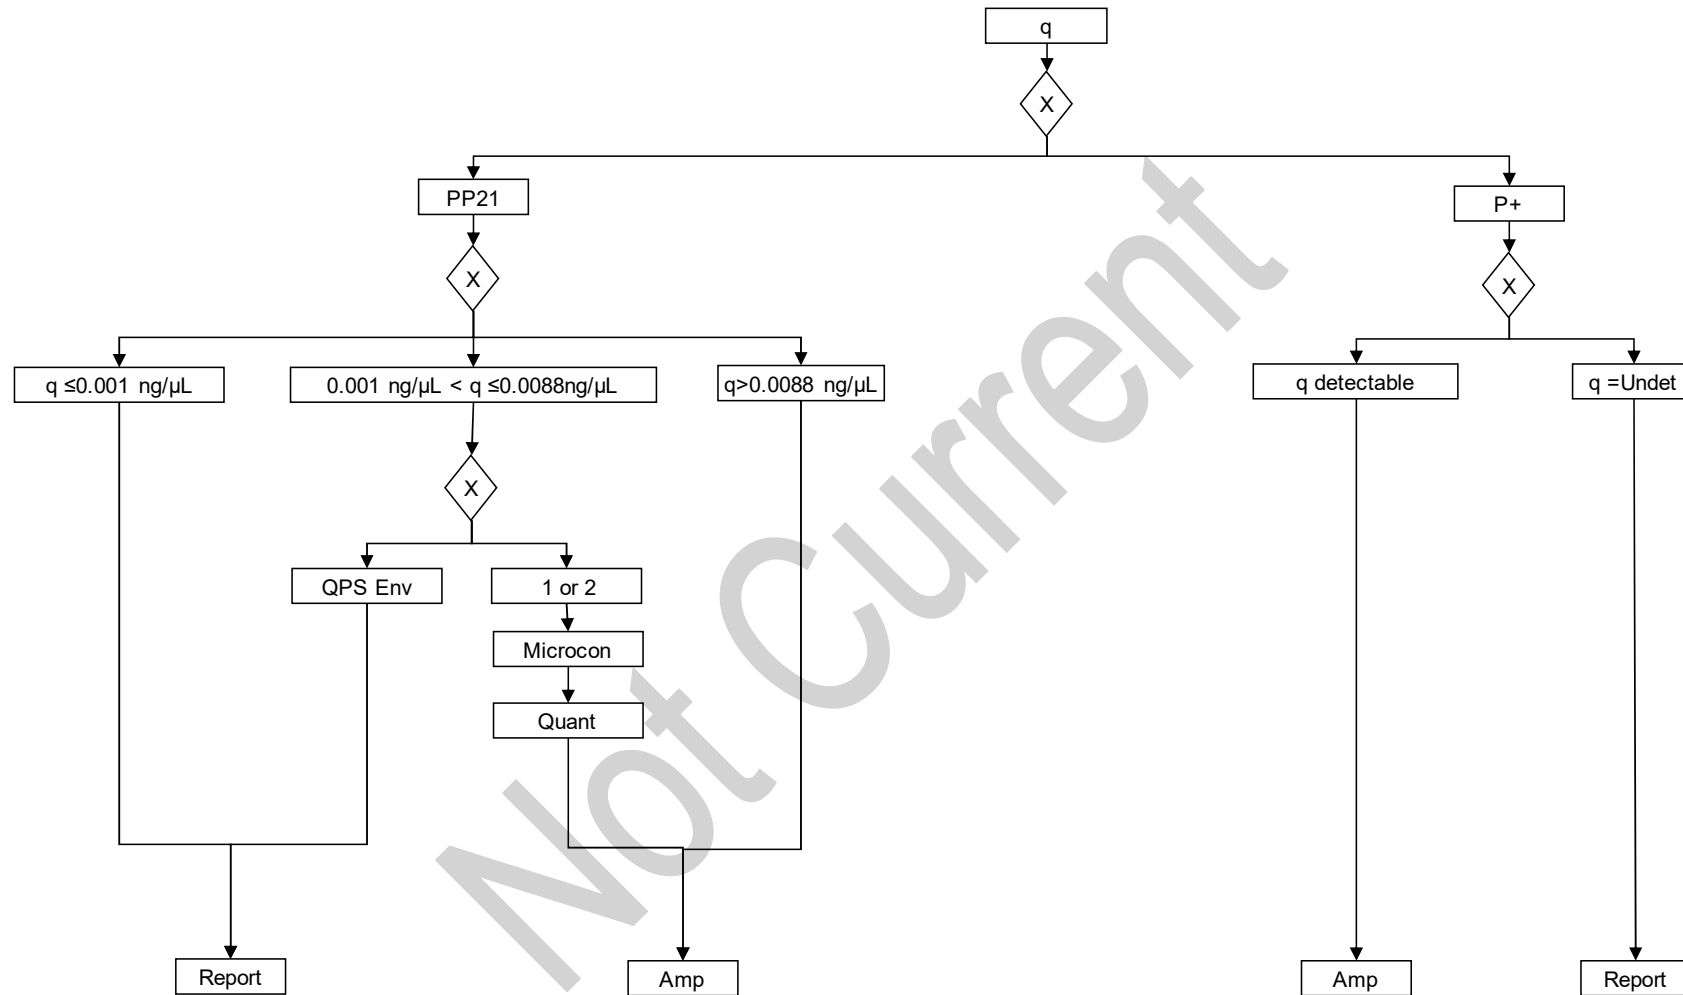 q
X
PP21
P+
X
X
q ≤0.001 ng/µL
0.001 ng/µL < q ≤0.0088ng/µL
q>0.0088 ng/µL
q detectable
q =Undet
X
QPS Env
1 or 2
Microcon
Quant
Report
Amp
Amp
Report
Not Current